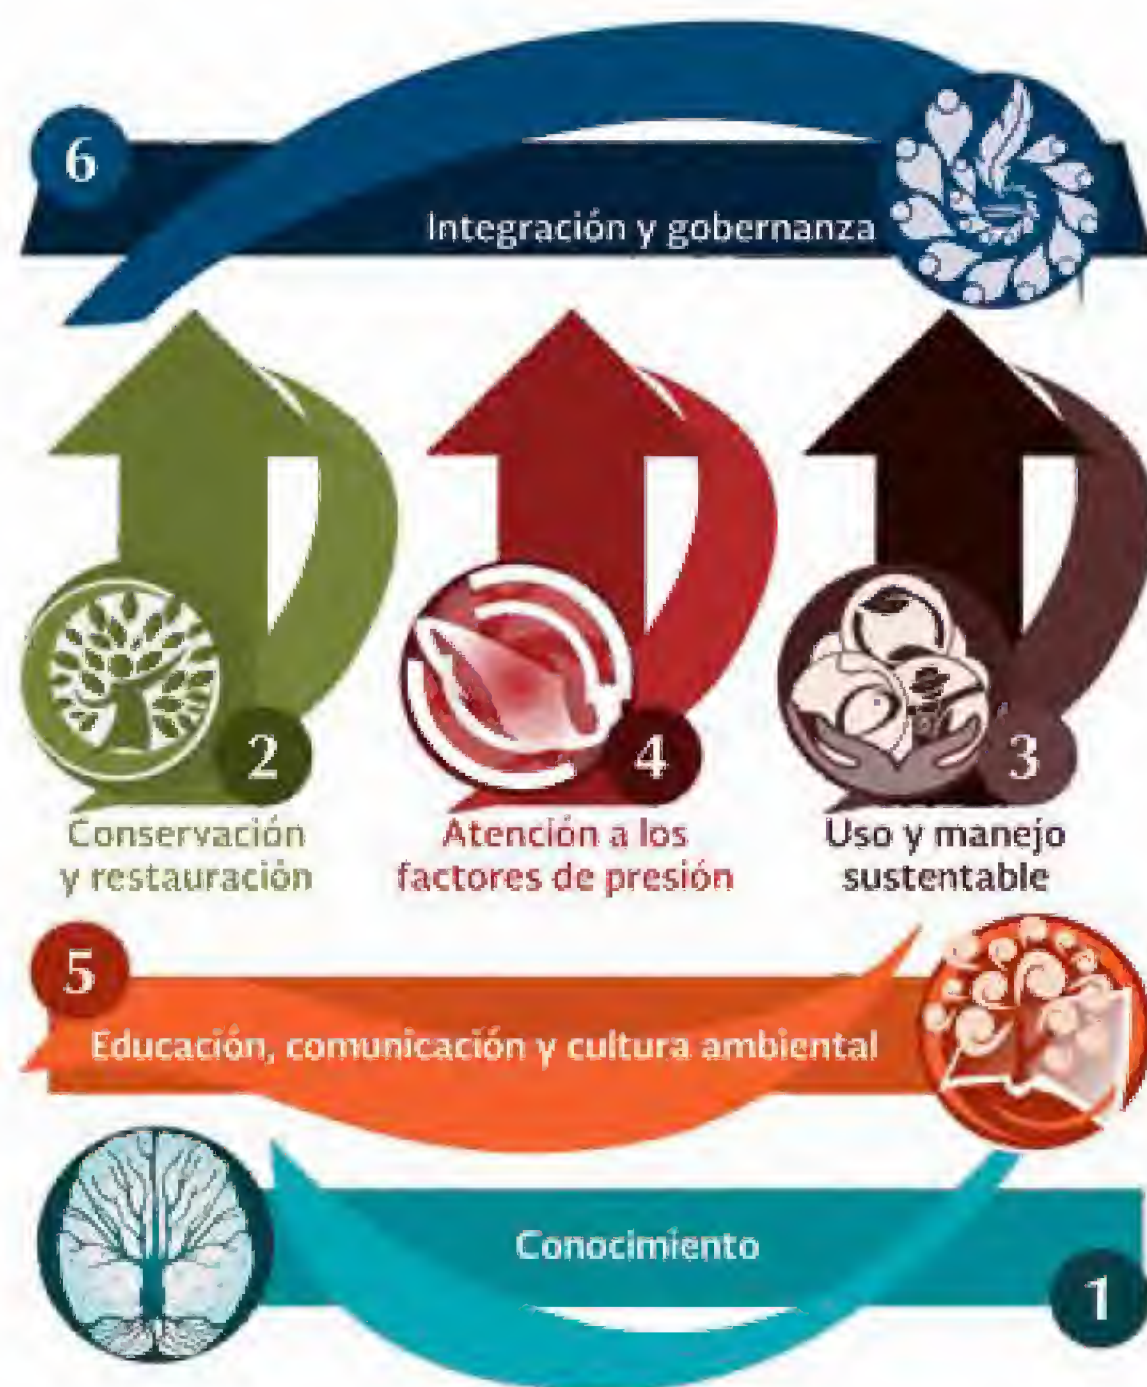 6
Integración y gobernanza
2
4
3
Conservación
y restauración
Atención a los
factores de presión
Uso y manejo
sustentable
5
Educación, comunicación y cultura ambiental
Conocimiento
1